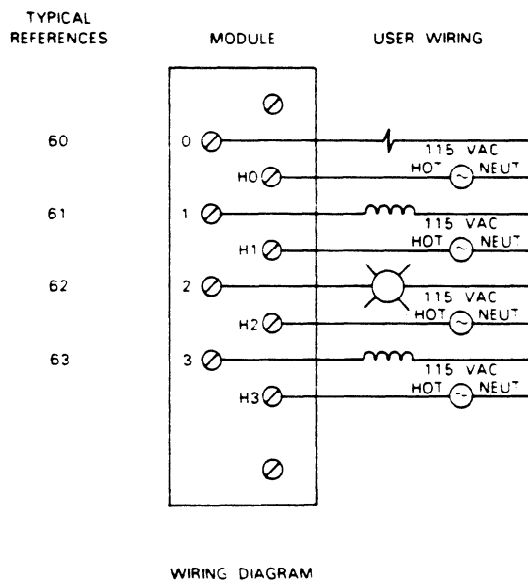 TYPICAL
REFERENCES
MODULE
USER WIRING
60
0
115 VAC
H0
HOT
NEUT
61
1
115 VAC
H1
HOT
NEUT
62
2
115 VAC
H2
HOT
NEUT
63
3
115 VAC
H3
HOT
NEUT
WIRING DIAGRAM